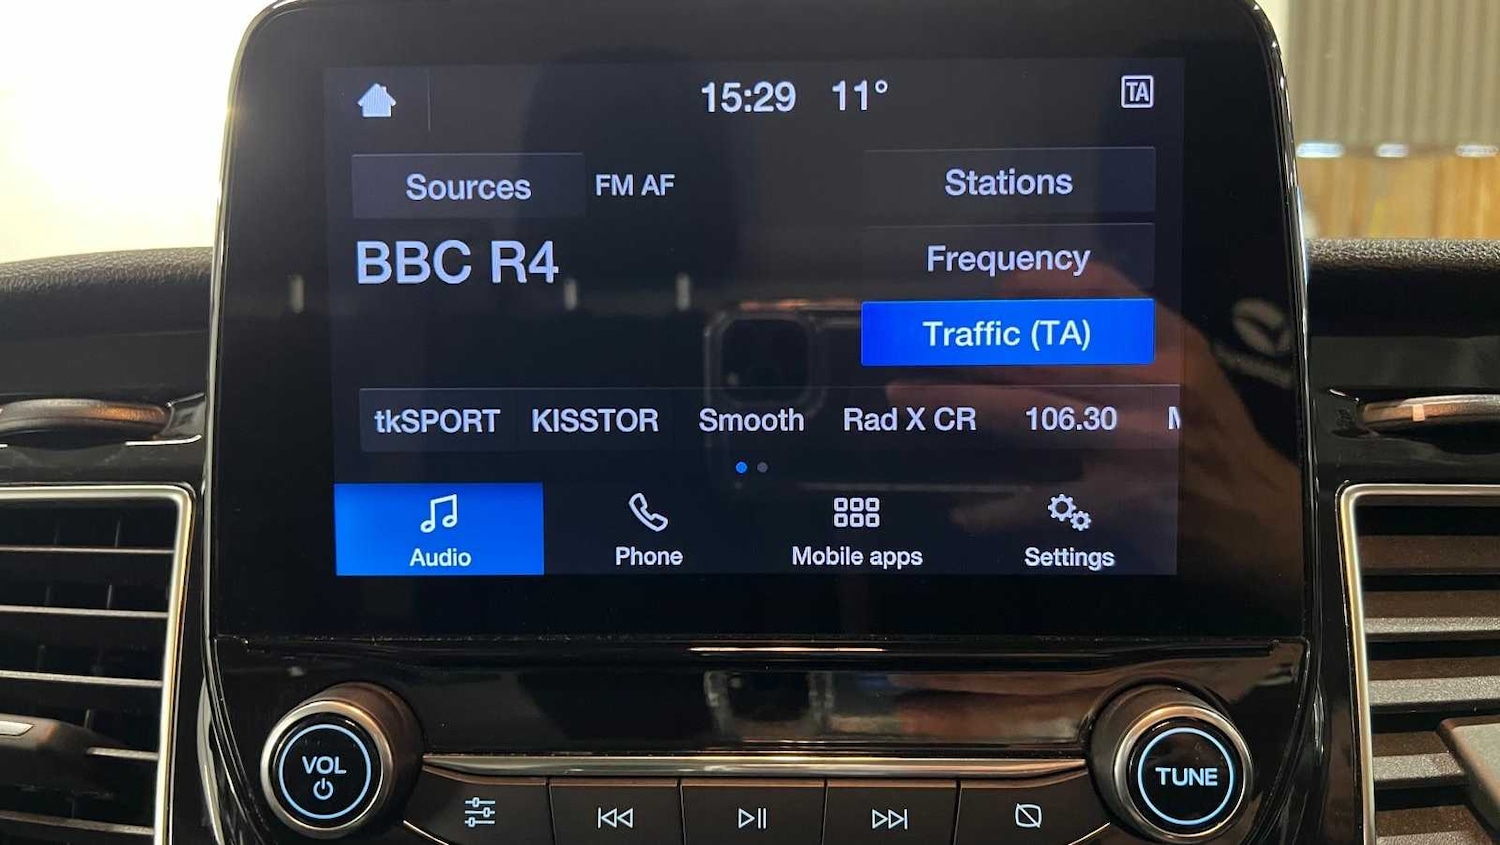 15:29 11° TA
Sources FM AF Stations
BBC R4
Frequency
Traffic (TA)
tkSPORT KISSTOR Smooth Rad X CR 106.30
Audio Phone Mobile apps Settings
VOL TUNE